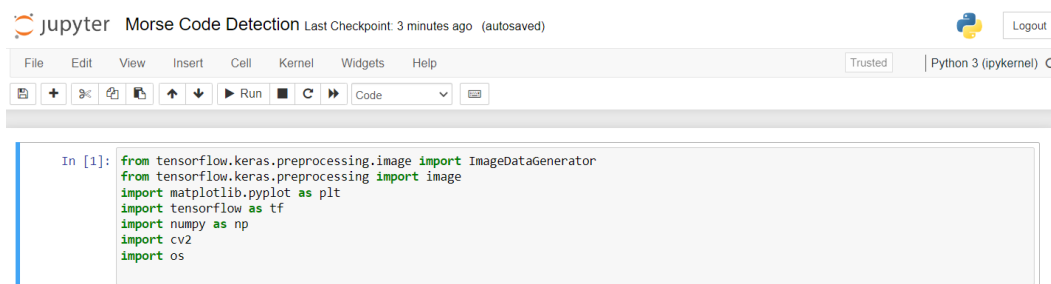 jupyter Morse Code Detection Last Checkpoint: 3 minutes ago (autosaved) Logout
File Edit View Insert Cell Kernel Widgets Help Trusted Python 3 (ipykernel)
Run Code
In [1]: from tensorflow.keras.preprocessing.image import ImageDataGenerator
from tensorflow.keras.preprocessing import image
import matplotlib.pyplot as plt
import tensorflow as tf
import numpy as np
import cv2
import os